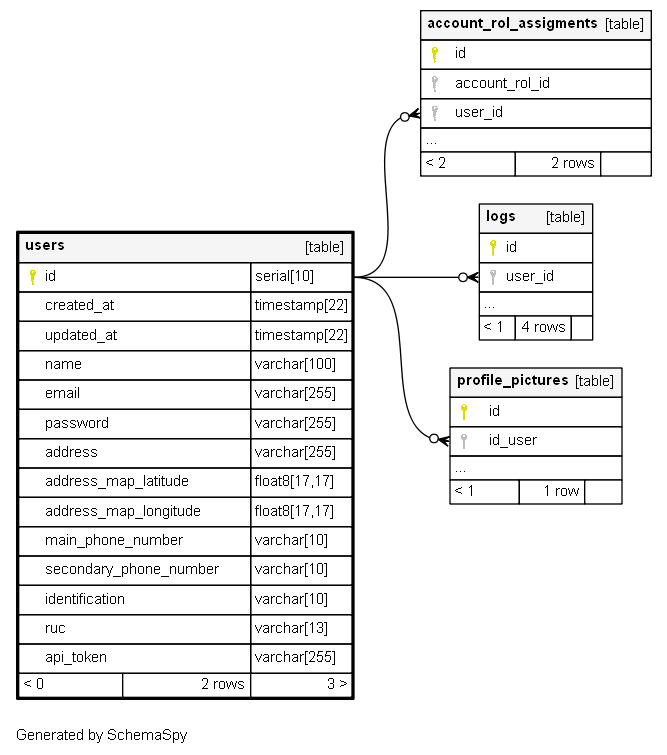 account_rol_assigments [table]
id
account_rol_id
user_id
...
< 2 2 rows
logs [table]
id
user_id
...
< 1 4 rows
users [table]
id serial[10]
created_at timestamp[22]
updated_at timestamp[22]
name varchar[100]
email varchar[255]
password varchar[255]
address varchar[255]
address_map_latitude float8[17,17]
address_map_longitude float8[17,17]
main_phone_number varchar[10]
secondary_phone_number varchar[10]
identification varchar[10]
ruc varchar[13]
api_token varchar[255]
< 0 2 rows 3 >
profile_pictures [table]
id
id_user
...
< 1 1 row
Generated by SchemaSpy